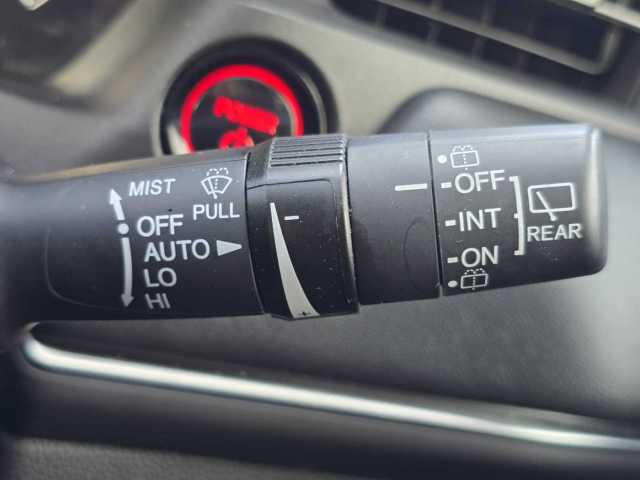 MIST
PULL
OFF
AUTO
LO
HI
OFF
INT
ON
REAR